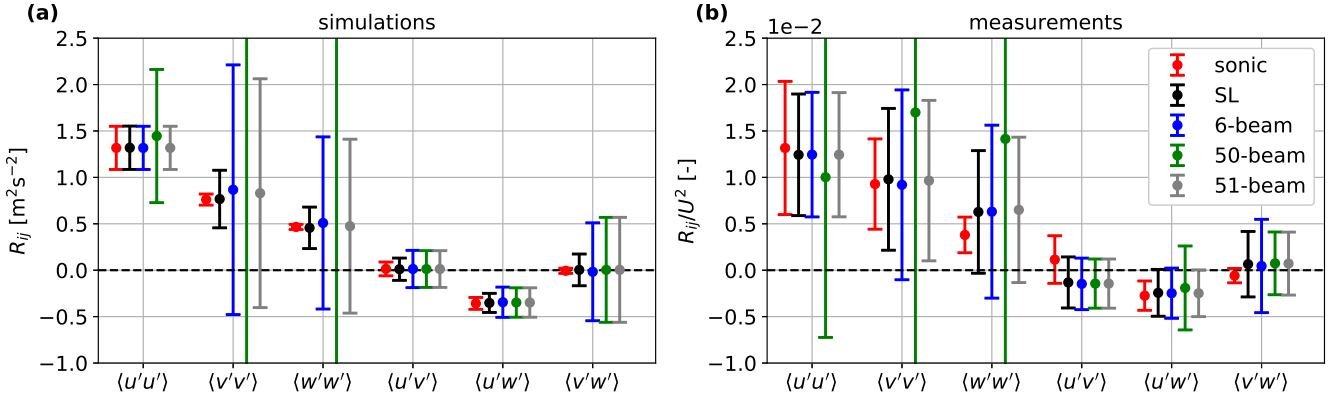 (a)
simulations
R_ij [m²s⁻²]
2.5
2.0
1.5
1.0
0.5
0.0
−0.5
−1.0
⟨u′u′⟩ ⟨v′v′⟩ ⟨w′w′⟩ ⟨u′v′⟩ ⟨u′w′⟩ ⟨v′w′⟩
(b)
measurements
1e−2
R_ij/U² [-]
2.5
2.0
1.5
1.0
0.5
0.0
−0.5
−1.0
⟨u′u′⟩ ⟨v′v′⟩ ⟨w′w′⟩ ⟨u′v′⟩ ⟨u′w′⟩ ⟨v′w′⟩
sonic
SL
6-beam
50-beam
51-beam